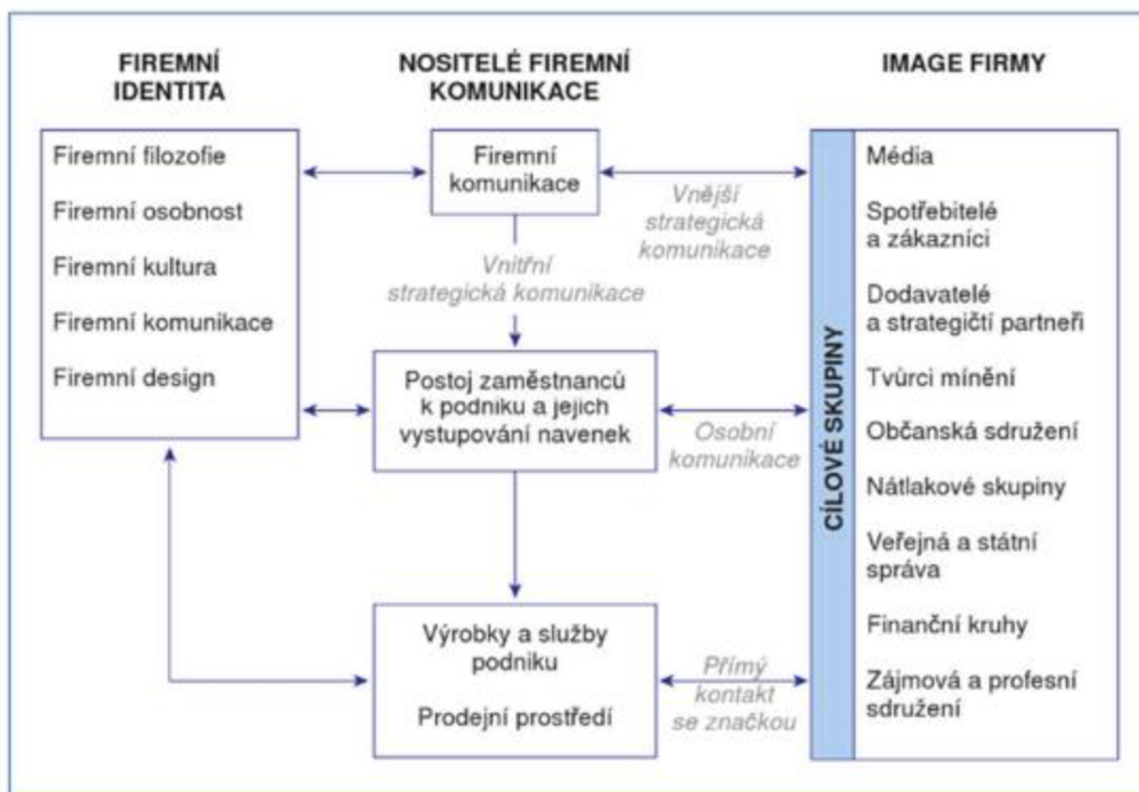 FIREMNÍ
IDENTITA
Firemní filozofie
Firemní osobnost
Firemní kultura
Firemní komunikace
Firemní design
NOSITELÉ FIREMNÍ
KOMUNIKACE
Firemní
komunikace
Vnitřní
strategická komunikace
Postoj zaměstnanců
k podniku a jejich
vystupování navenek
Výrobky a služby
podniku
Prodejní prostředí
Vnější
strategická
komunikace
Osobní
komunikace
Přímý
kontakt
se značkou
IMAGE FIRMY
CÍLOVÉ SKUPINY
Média
Spotřebitelé
a zákazníci
Dodavatelé
a strategičtí partneři
Tvůrci mínění
Občanská sdružení
Nátlakové skupiny
Veřejná a státní
správa
Finanční kruhy
Zájmová a profesní
sdružení